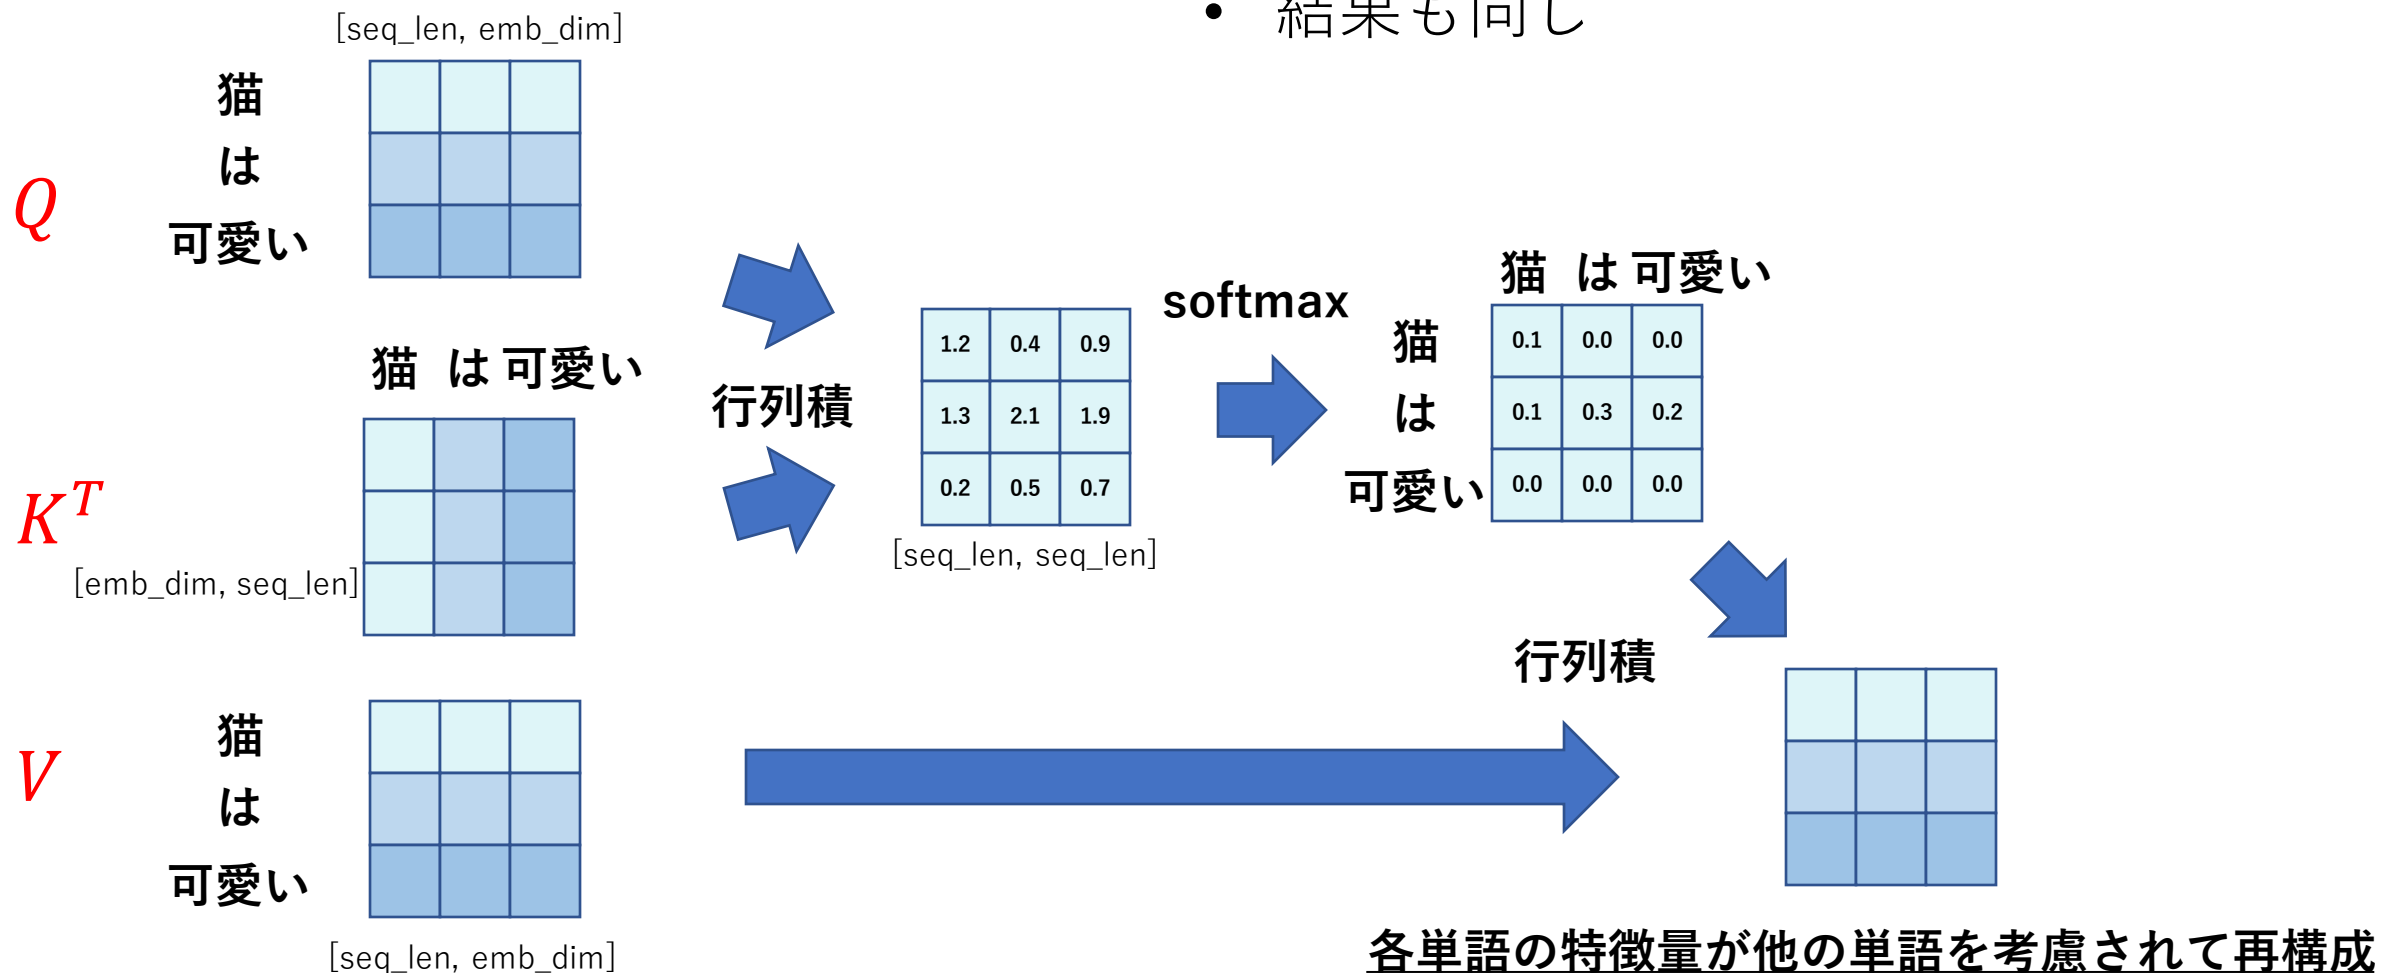 • 結果も同じ
[seq_len, emb_dim]
猫
は
可愛い
Q
猫 は 可愛い
K^T
[emb_dim, seq_len]
行列積
1.2 0.4 0.9
1.3 2.1 1.9
0.2 0.5 0.7
[seq_len, seq_len]
softmax
猫 は 可愛い
猫 0.1 0.0 0.0
は 0.1 0.3 0.2
可愛い 0.0 0.0 0.0
V
猫
は
可愛い
[seq_len, emb_dim]
行列積
各単語の特徴量が他の単語を考慮されて再構成